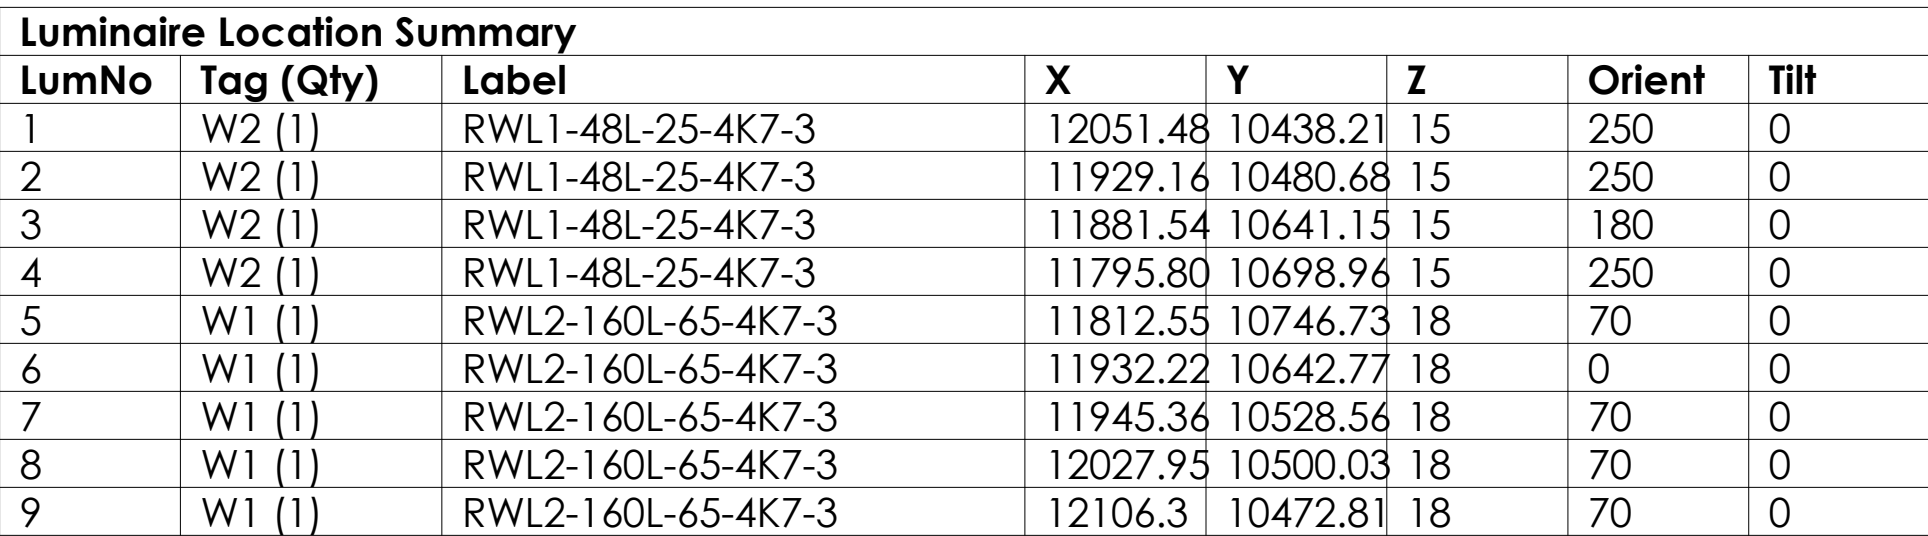 Luminaire Location Summary
LumNo Tag (Qty) Label X Y Z Orient Tilt
1 W2 (1) RWL1-48L-25-4K7-3 12051.48 10438.21 15 250 0
2 W2 (1) RWL1-48L-25-4K7-3 11929.16 10480.68 15 250 0
3 W2 (1) RWL1-48L-25-4K7-3 11881.54 10641.15 15 180 0
4 W2 (1) RWL1-48L-25-4K7-3 11795.80 10698.96 15 250 0
5 W1 (1) RWL2-160L-65-4K7-3 11812.55 10746.73 18 70 0
6 W1 (1) RWL2-160L-65-4K7-3 11932.22 10642.77 18 0 0
7 W1 (1) RWL2-160L-65-4K7-3 11945.36 10528.56 18 70 0
8 W1 (1) RWL2-160L-65-4K7-3 12027.95 10500.03 18 70 0
9 W1 (1) RWL2-160L-65-4K7-3 12106.3 10472.81 18 70 0